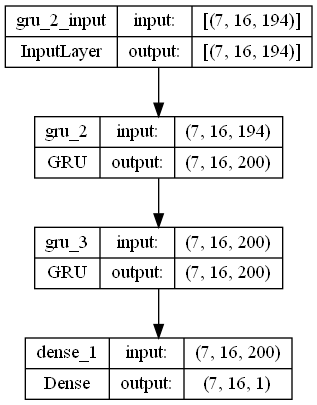 gru_2_input input: [(7, 16, 194)]
InputLayer output: [(7, 16, 194)]
gru_2 input: (7, 16, 194)
GRU output: (7, 16, 200)
gru_3 input: (7, 16, 200)
GRU output: (7, 16, 200)
dense_1 input: (7, 16, 200)
Dense output: (7, 16, 1)